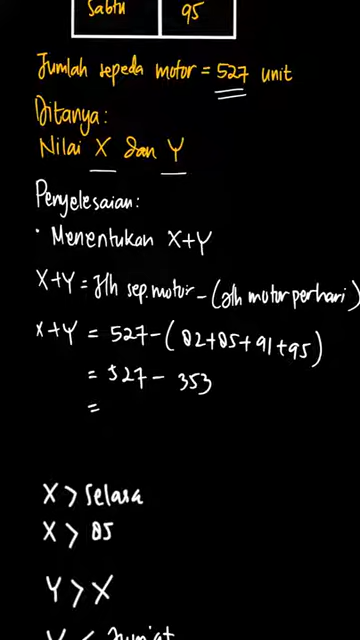 Sabtu 95
Jumlah sepeda motor = 527 unit
Ditanya:
Nilai X dan Y
Penyelesaian:
• Menentukan X+Y
X+Y = Jlh sep. motor - (Jlh motor perhari)
X+Y = 527 - (82+85+91+95)
= 527 - 353
=
X > Selasa
X > 85
Y > X
Y < Jum'at